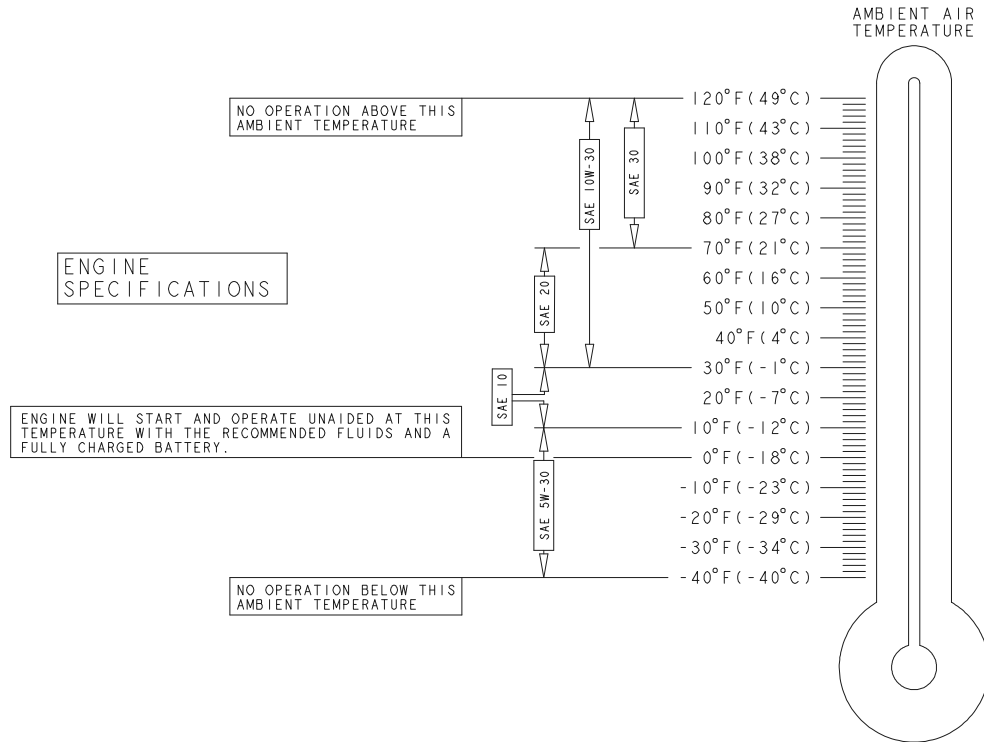 AMBIENT AIR
TEMPERATURE
NO OPERATION ABOVE THIS
AMBIENT TEMPERATURE
120°F(49°C)
110°F(43°C)
100°F(38°C)
90°F(32°C)
80°F(27°C)
70°F(21°C)
60°F(16°C)
50°F(10°C)
40°F(4°C)
30°F(-1°C)
20°F(-7°C)
10°F(-12°C)
0°F(-18°C)
-10°F(-23°C)
-20°F(-29°C)
-30°F(-34°C)
-40°F(-40°C)
SAE 10W-30
SAE 30
ENGINE
SPECIFICATIONS
SAE 20
SAE 10
ENGINE WILL START AND OPERATE UNAIDED AT THIS
TEMPERATURE WITH THE RECOMMENDED FLUIDS AND A
FULLY CHARGED BATTERY.
SAE 5W-30
NO OPERATION BELOW THIS
AMBIENT TEMPERATURE